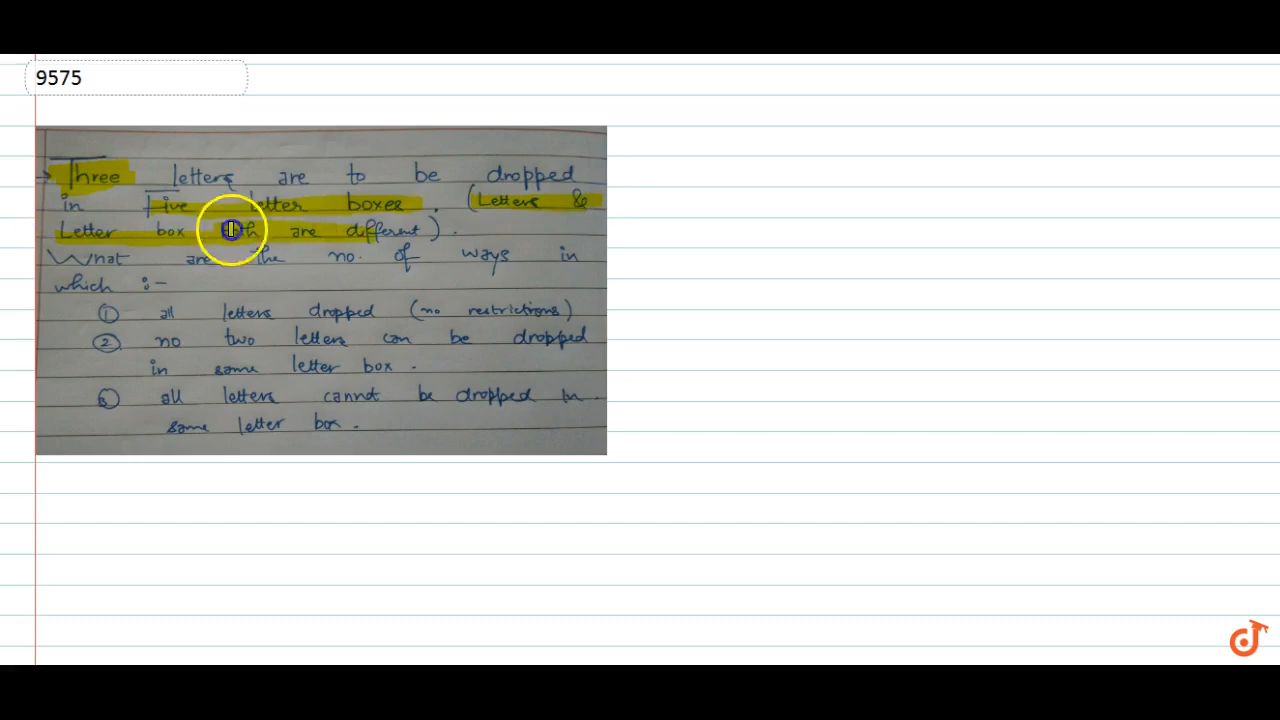 9575
Three letters are to be dropped
in Five letter boxes. (Letters &
Letter box are different).
What are the no. of ways in
which :-
① all letters dropped (no restrictions)
② no two letters can be dropped
in same letter box.
③ all letters cannot be dropped in
same letter box.